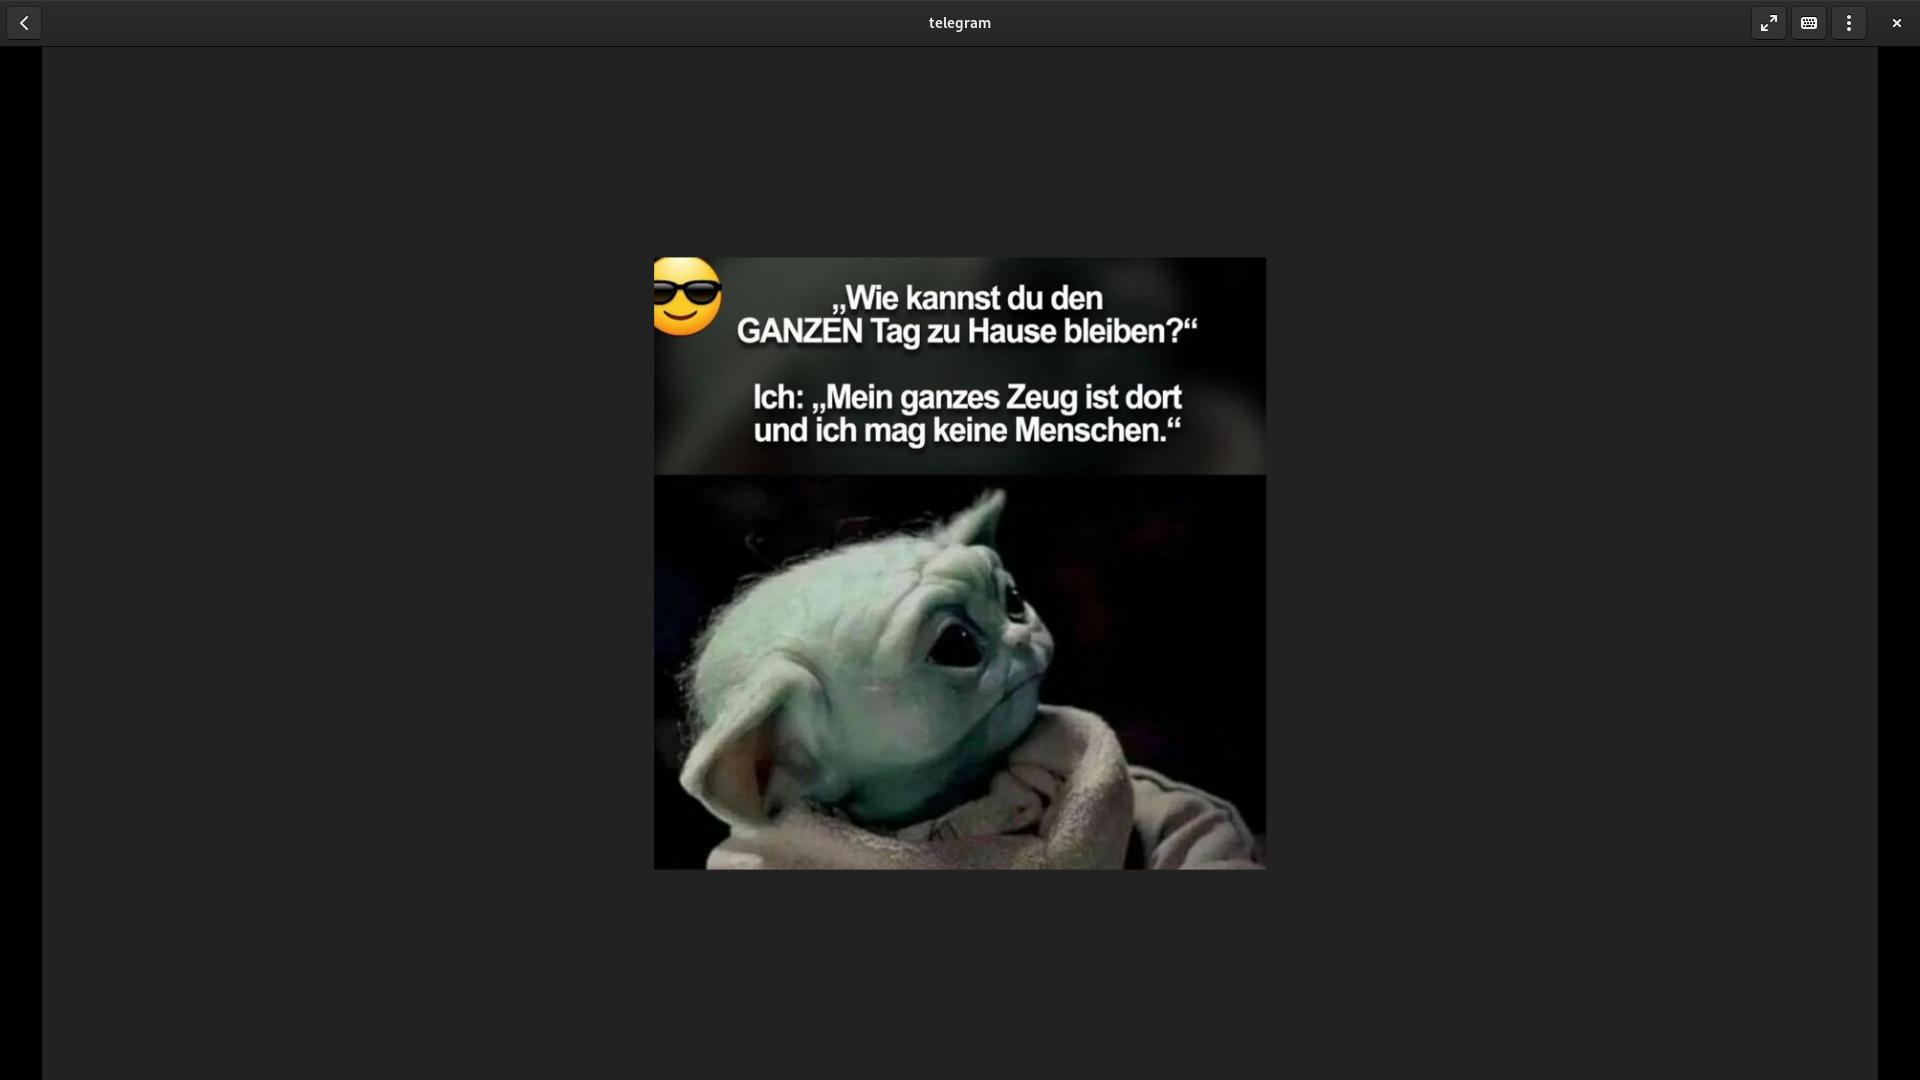 telegram
„Wie kannst du den
GANZEN Tag zu Hause bleiben?“
Ich: „Mein ganzes Zeug ist dort
und ich mag keine Menschen.“